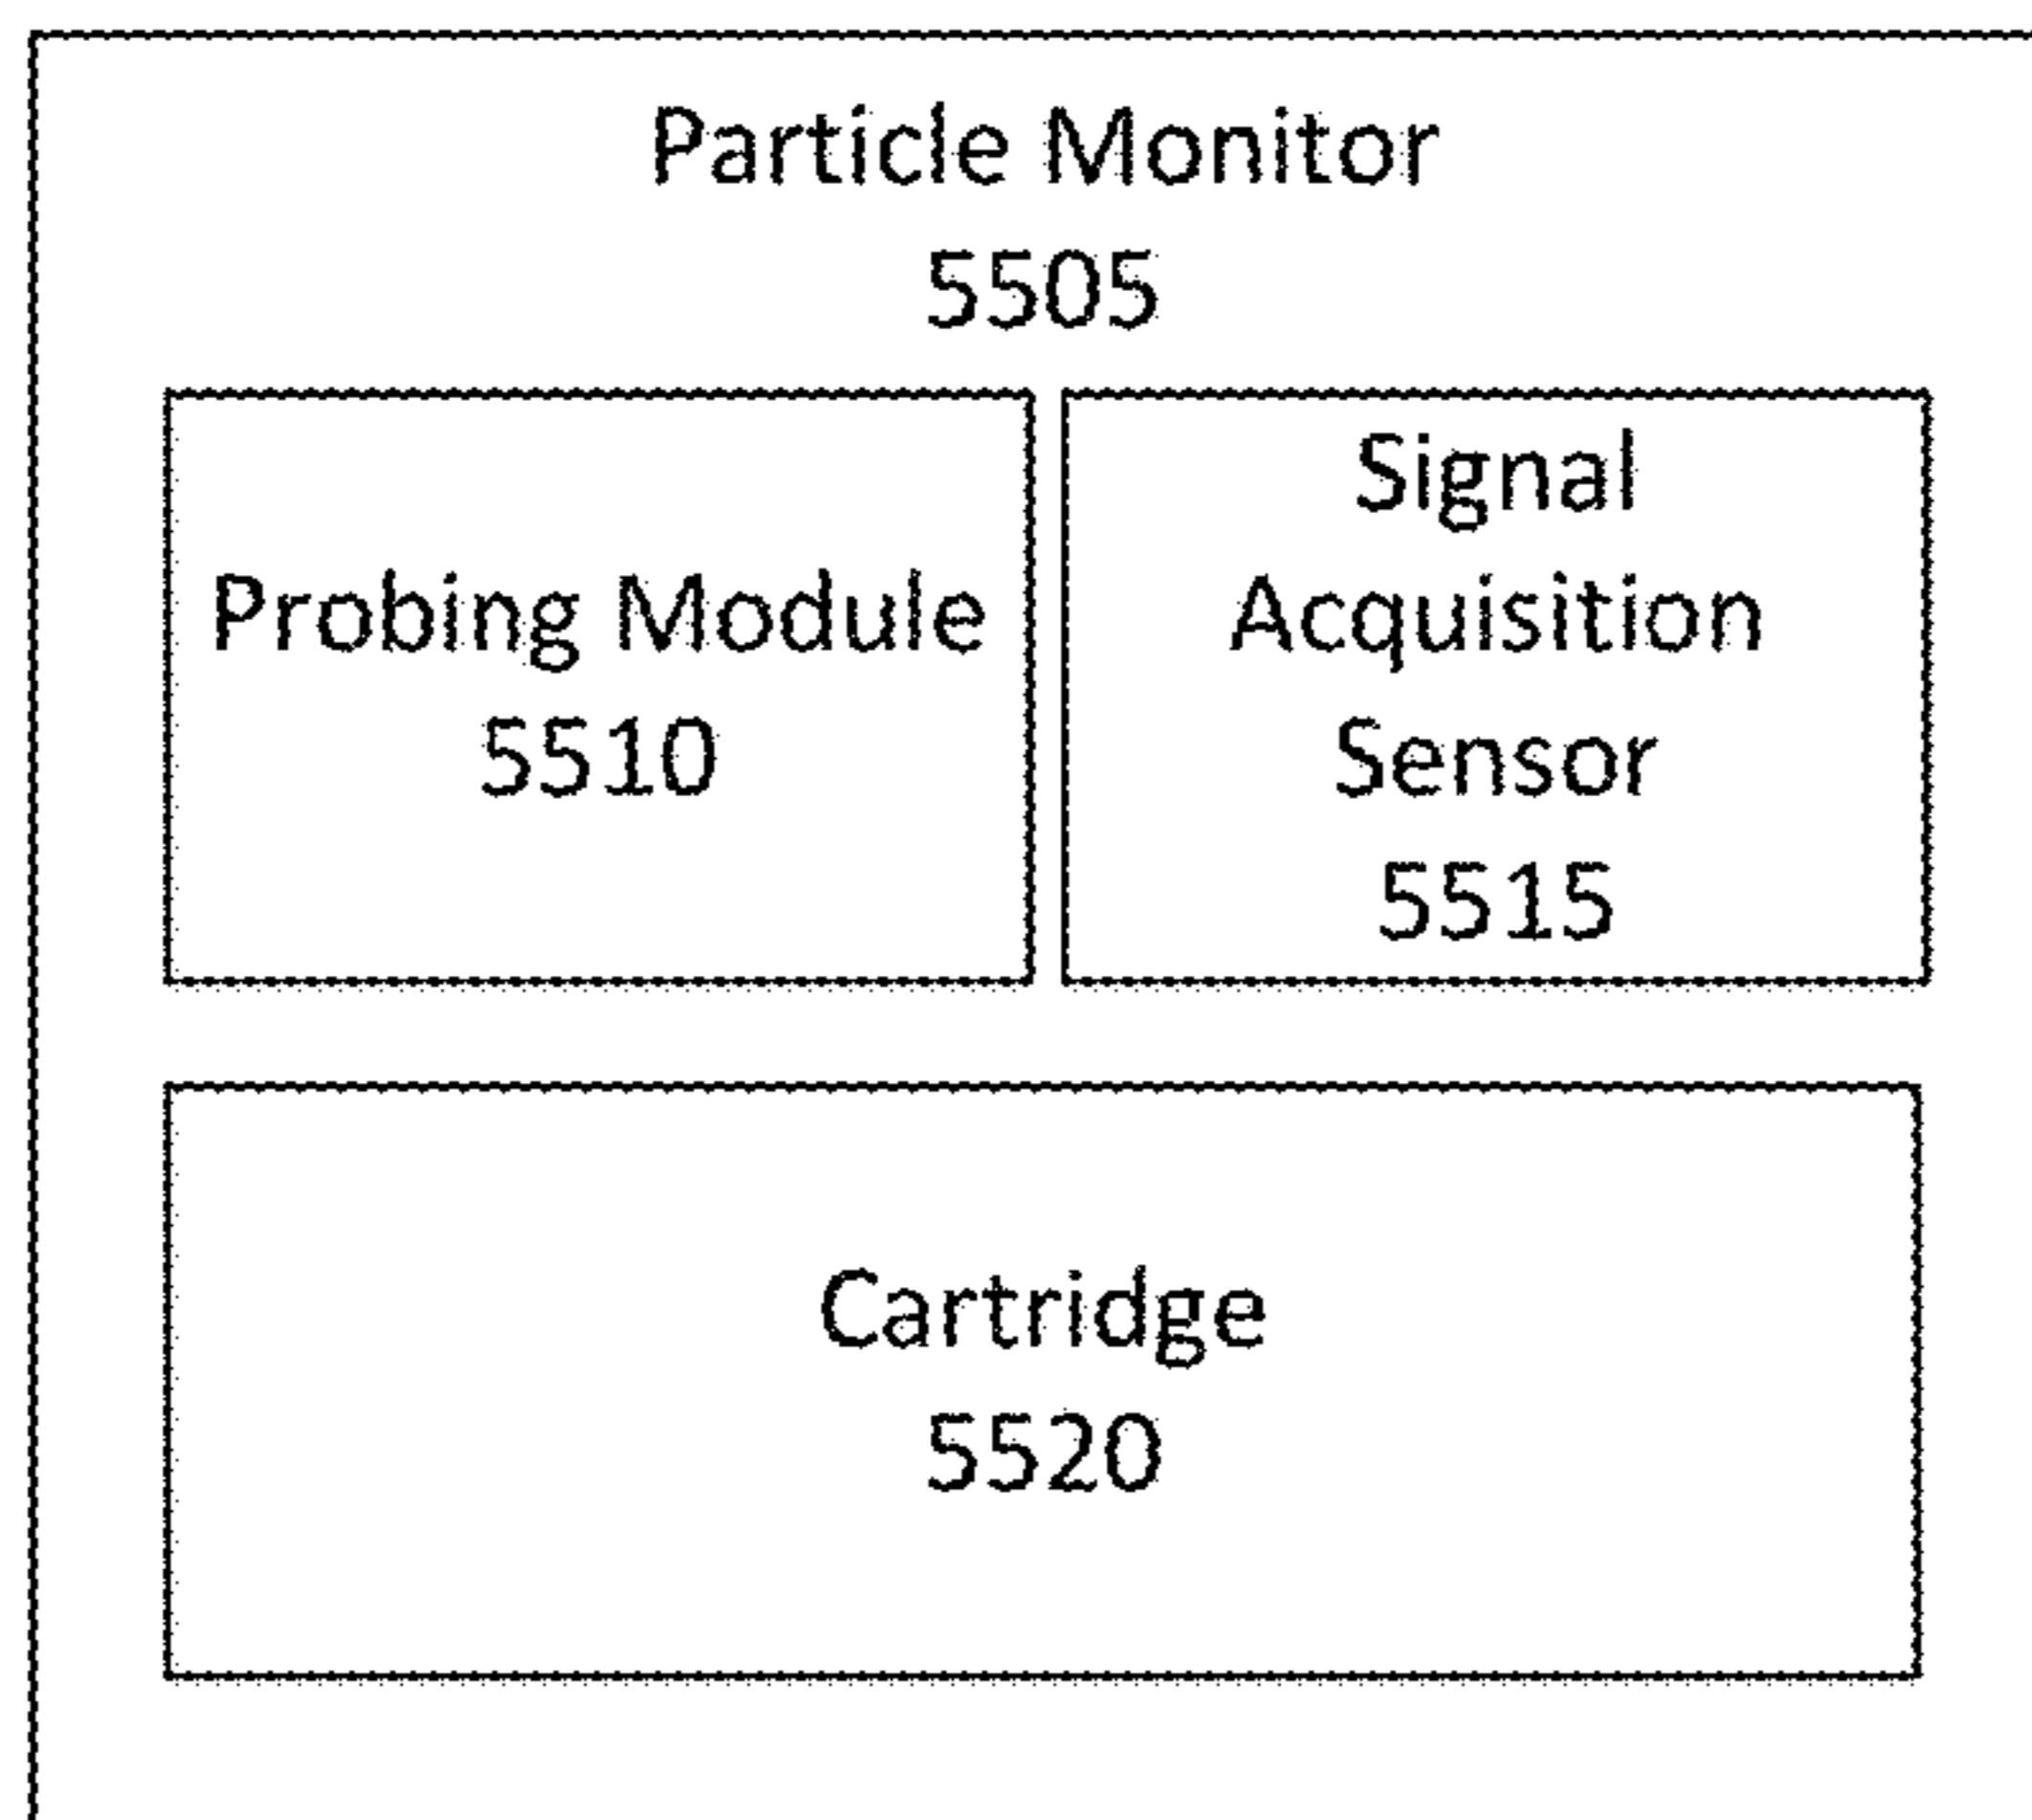 Particle Monitor
5505
Probing Module
5510
Signal
Acquisition
Sensor
5515
Cartridge
5520